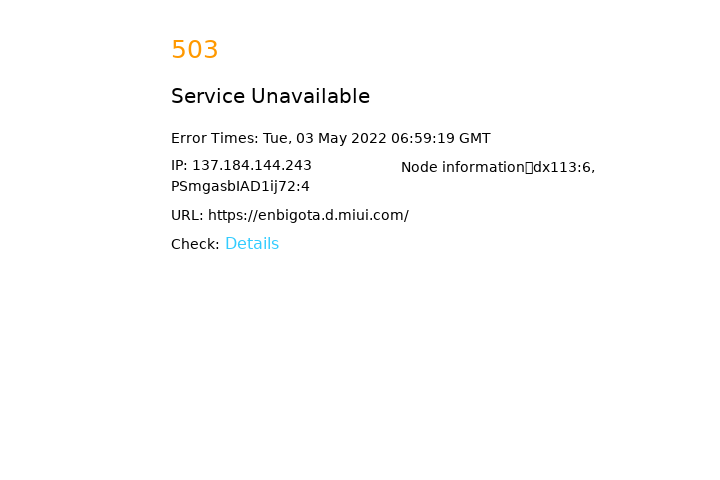 503
Service Unavailable
Error Times: Tue, 03 May 2022 06:59:19 GMT
IP: 137.184.144.243 Node information▯dx113:6,
PSmgasbIAD1ij72:4
URL: https://enbigota.d.miui.com/
Check: Details